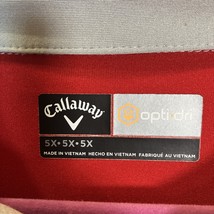 Callaway
opti dri
5X•5X•5X
MADE IN VIETNAM HECHO EN VIETNAM FABRIQUÉ AU VIETNAM